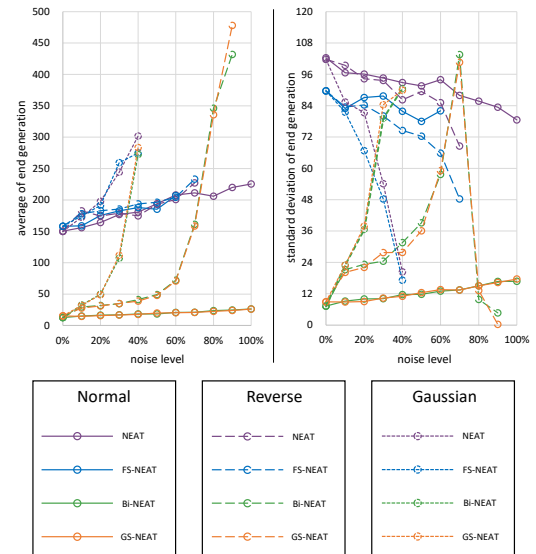 average of end generation
500
450
400
350
300
250
200
150
100
50
0
0% 20% 40% 60% 80% 100%
noise level
standard deviation of end generation
120
108
96
84
72
60
48
36
24
12
0
0% 20% 40% 60% 80% 100%
noise level
Normal
NEAT
FS-NEAT
Bi-NEAT
GS-NEAT
Reverse
NEAT
FS-NEAT
Bi-NEAT
GS-NEAT
Gaussian
NEAT
FS-NEAT
Bi-NEAT
GS-NEAT